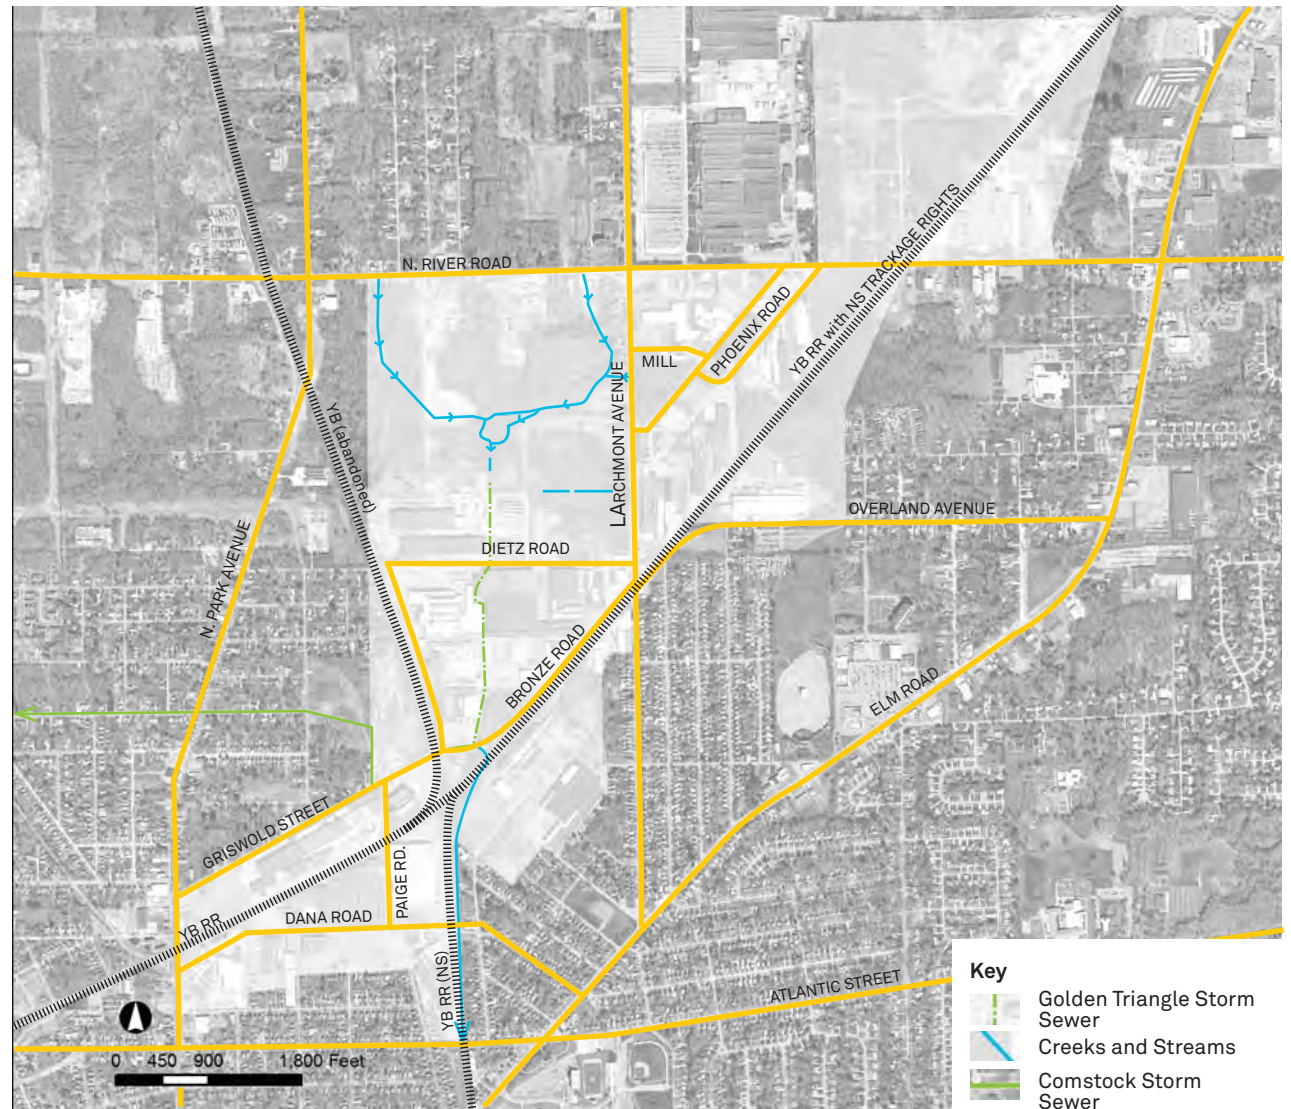 N. RIVER ROAD
YB RR with NS TRACKAGE RIGHTS
PHOENIX ROAD
MILL
LARCHMONT AVENUE
YB (abandoned)
OVERLAND AVENUE
DIETZ ROAD
N. PARK AVENUE
BRONZE ROAD
ELM ROAD
GRISWOLD STREET
PAIGE RD.
DANA ROAD
YB RR
YB RR (NS)
ATLANTIC STREET
0 450 900 1,800 Feet
Key
Golden Triangle Storm
Sewer
Creeks and Streams
Comstock Storm
Sewer